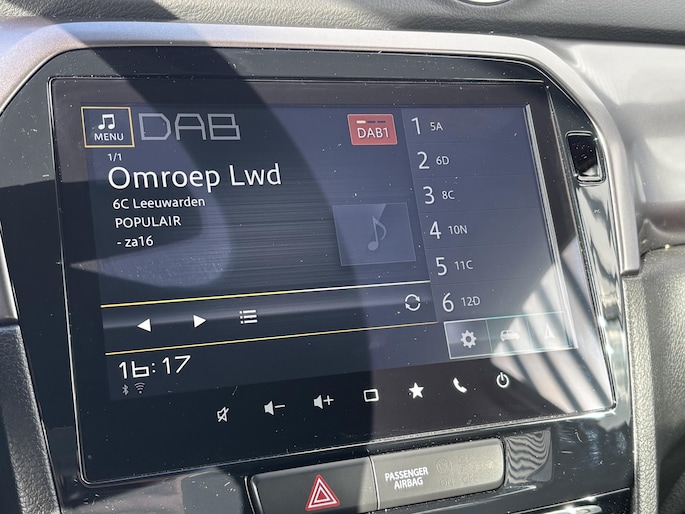 MENU
DAB
DAB1
1/1
Omroep Lwd
6C Leeuwarden
POPULAIR
- za16
1 5A
2 6D
3 8C
4 10N
5 11C
6 12D
16:17
PASSENGER
AIRBAG